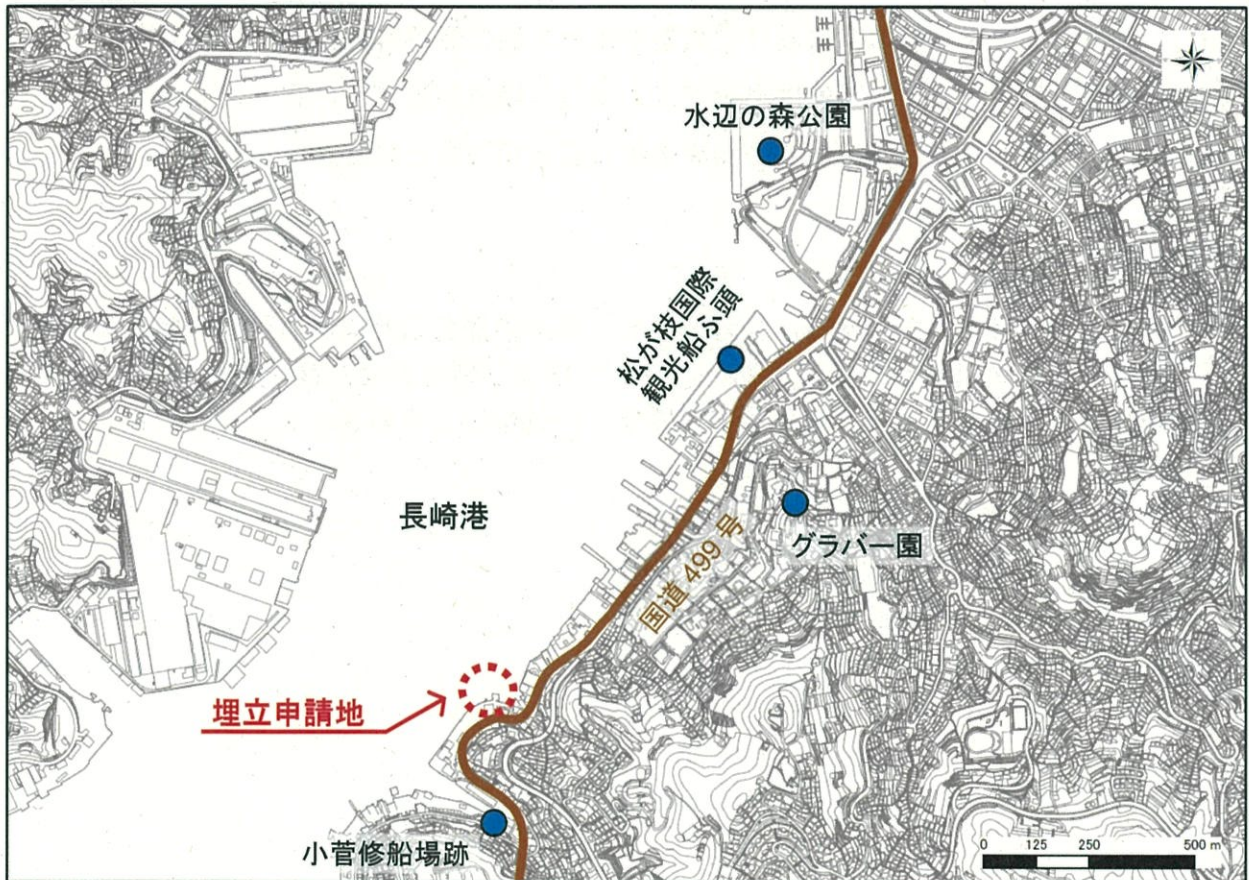 水辺の森公園
松が枝国際
観光船ふ頭
長崎港
国道 499 号
グラバー園
埋立申請地
小菅修船場跡
0 125 250 500 m